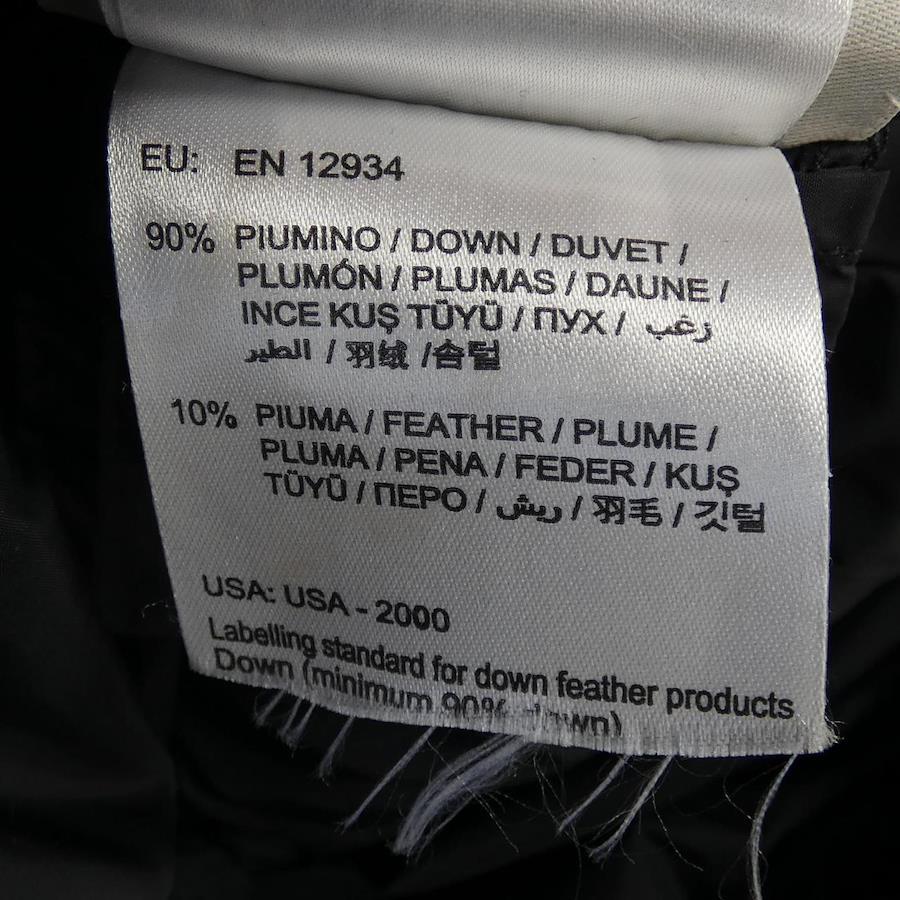 EU: EN 12934
90% PIUMINO / DOWN / DUVET /
PLUMÓN / PLUMAS / DAUNE /
INCE KUŞ TÜYÜ / ПУХ / زغب
الطير / 羽绒 /솜털
10% PIUMA / FEATHER / PLUME /
PLUMA / PENA / FEDER / KUŞ
TÜYÜ / ПЕРО / ريش / 羽毛 / 깃털
USA: USA - 2000
Labelling standard for down feather products
Down (minimum 90% down)